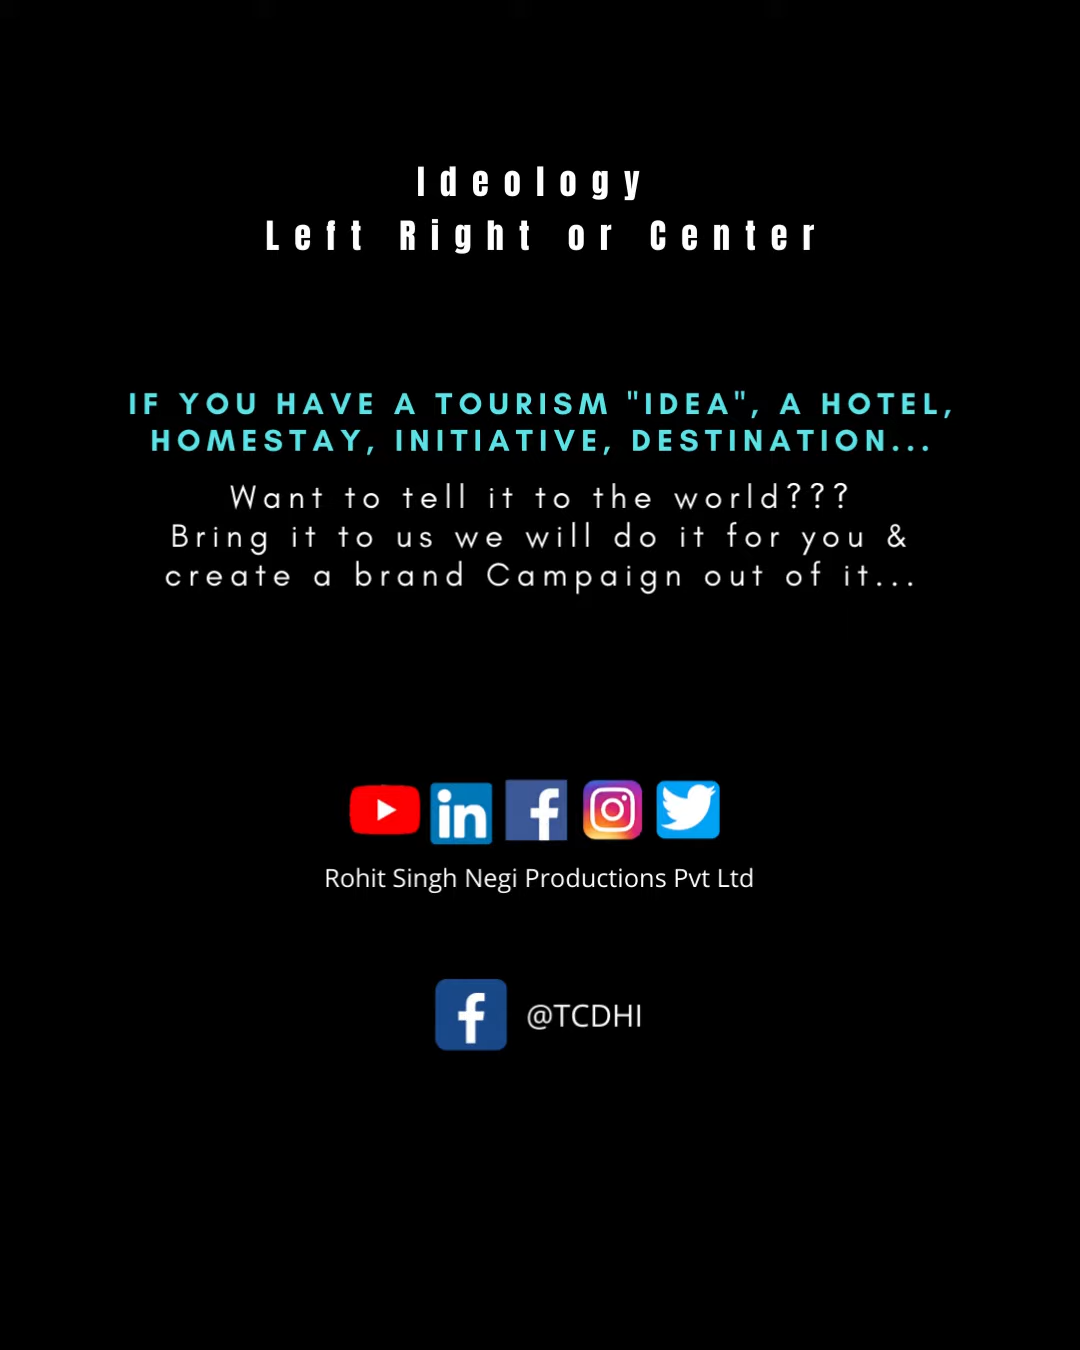 Ideology
Left Right or Center
IF YOU HAVE A TOURISM "IDEA", A HOTEL,
HOMESTAY, INITIATIVE, DESTINATION...
Want to tell it to the world???
Bring it to us we will do it for you &
create a brand Campaign out of it...
in f
Rohit Singh Negi Productions Pvt Ltd
f @TCDHI